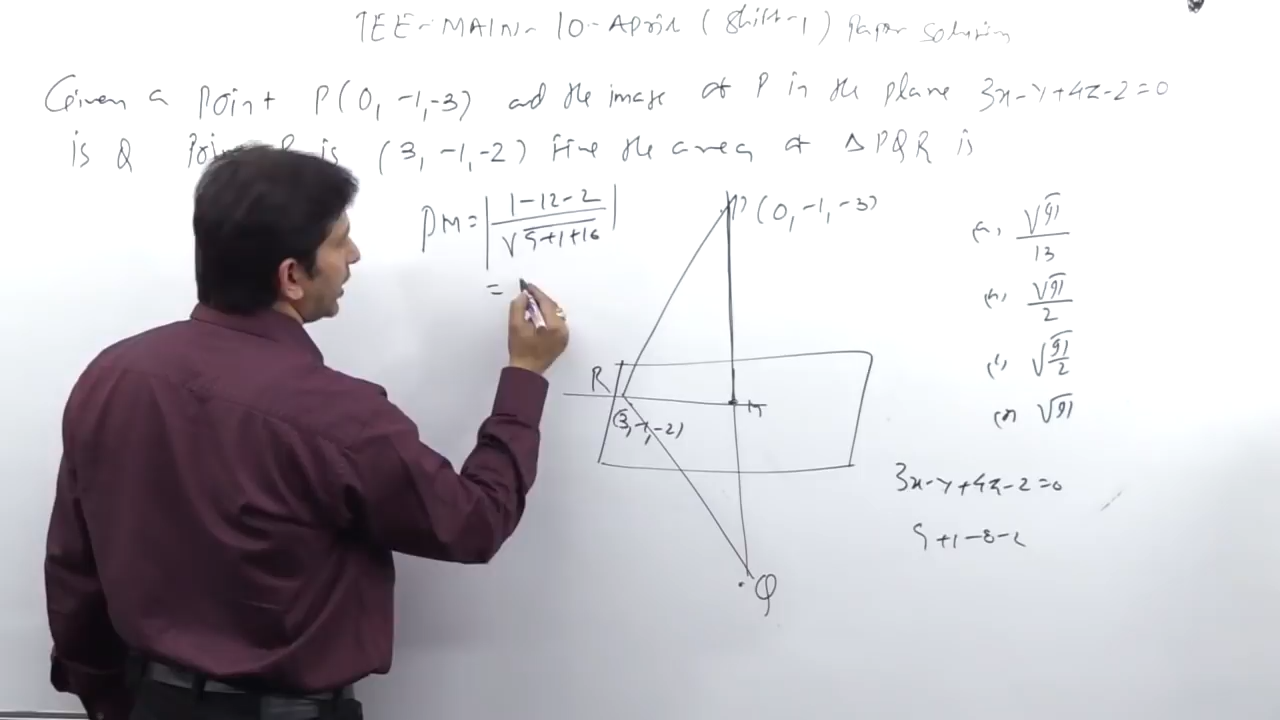 JEE-MAIN-10-April (Shift-1) Paper solution
Given a point P(0, -1, -3) and the image of P in the plane 3x-y+4z-2=0
is Q is (3, -1, -2) Find the area of ΔPQR is
PM = |1-12-2 / √9+1+16|
=
P(0, -1, -3)
R
(3, -1, -2)
M
Q
√91/13
√91/2
√91/2
√91
3x-y+4z-2=0
9+1-8-2